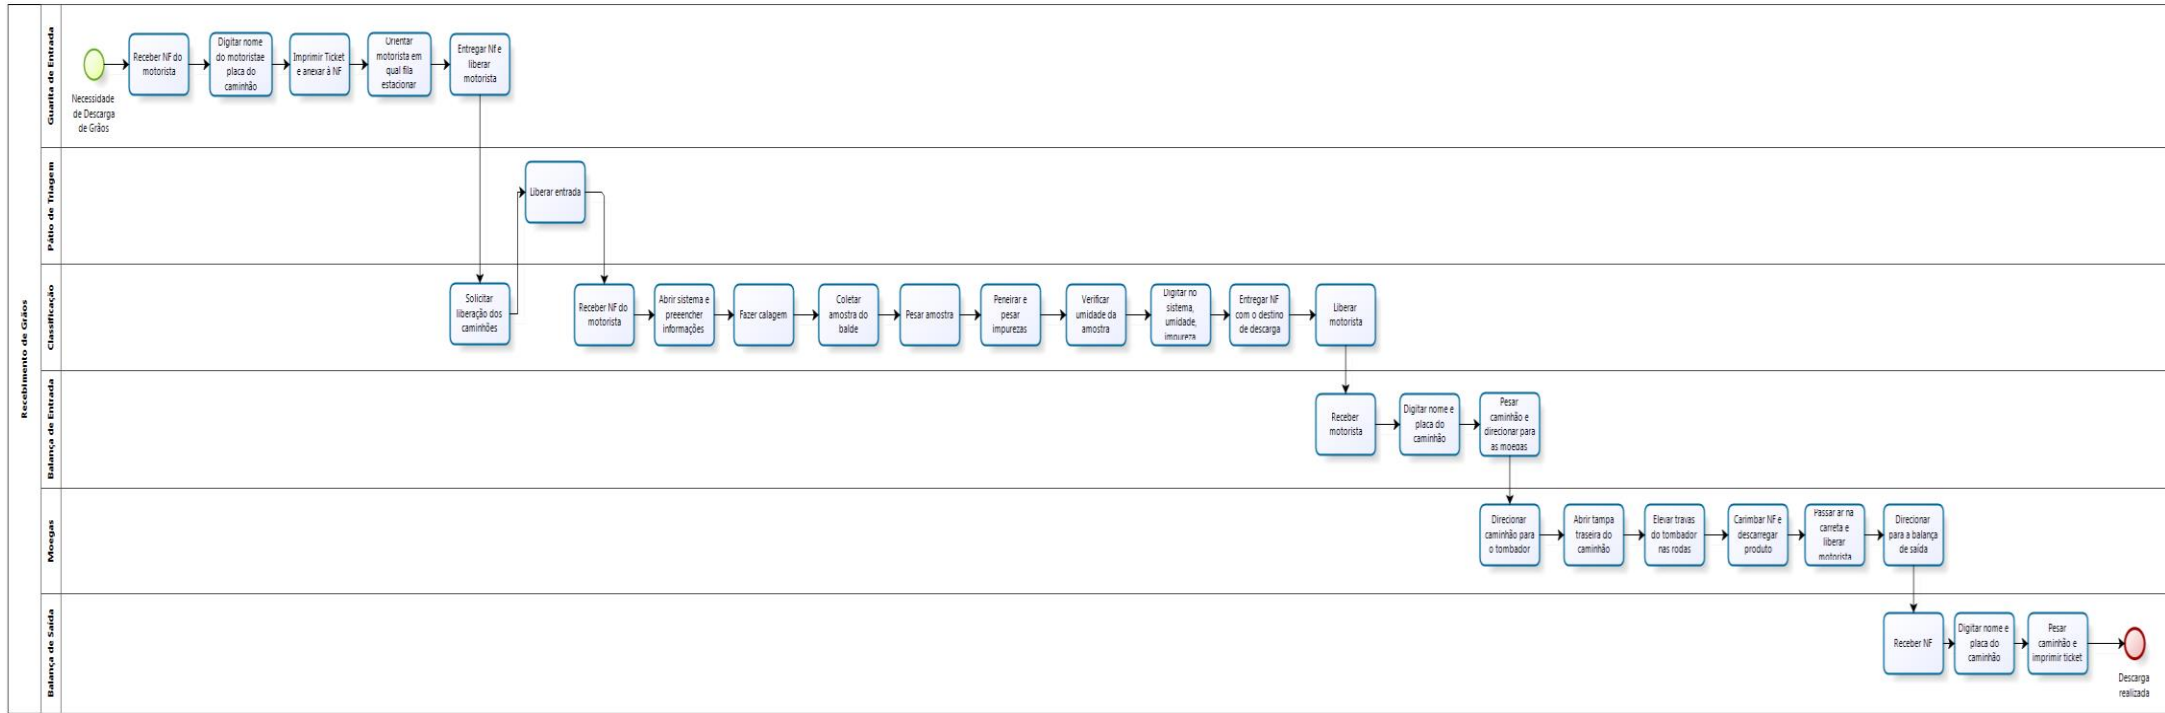 Recebimento de Grãos
Guarita de Entrada
Necessidade
de Descarga
de Grãos
Receber NF do
motorista
Digitar nome
do motoristae
placa do
caminhão
Imprimir Ticket
e anexar à NF
Orientar
motorista em
qual fila
estacionar
Entregar Nf e
liberar
motorista
Pátio de Triagem
Liberar entrada
Classificação
Solicitar
liberação dos
caminhões
Receber NF do
motorista
Abrir sistema e
preeencher
informações
Fazer calagem
Coletar
amostra do
balde
Pesar amostra
Peneirar e
pesar
impurezas
Verificar
umidade da
amostra
Digitar no
sistema,
umidade,
impureza
Entregar NF
com o destino
de descarga
Liberar
motorista
Balança de Entrada
Receber
motorista
Digitar nome e
placa do
caminhão
Pesar
caminhão e
direcionar para
as moegas
Moegas
Direcionar
caminhão para
o tombador
Abrir tampa
traseira do
caminhão
Elevar travas
do tombador
nas rodas
Carimbar NF e
descarregar
produto
Passar ar na
carreta e
liberar
motorista
Direcionar
para a balança
de saída
Balança de Saída
Receber NF
Digitar nome e
placa do
caminhão
Pesar
caminhão e
imprimir ticket
Descarga
realizada